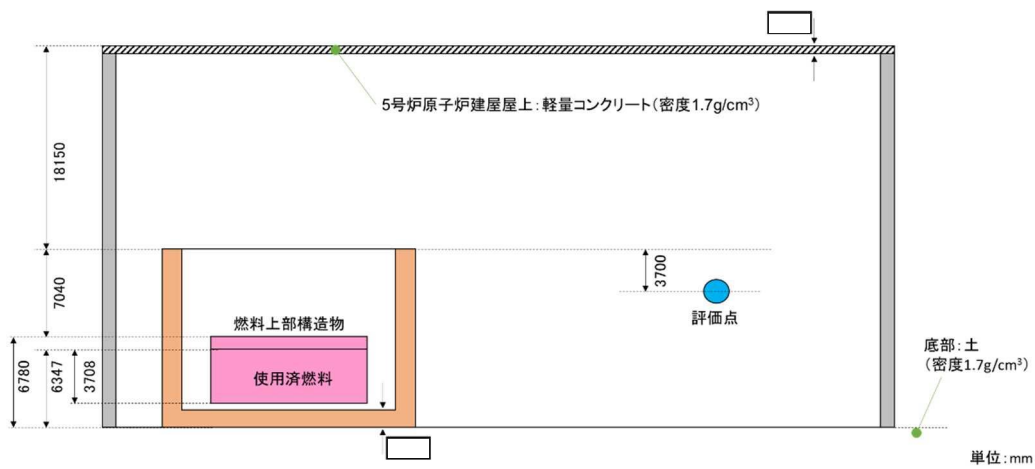 5号炉原子炉建屋屋上：軽量コンクリート（密度1.7g/cm³）
18150
7040
3700
評価点
燃料上部構造物
使用済燃料
6780
6347
3708
底部：土
（密度1.7g/cm³）
単位：mm